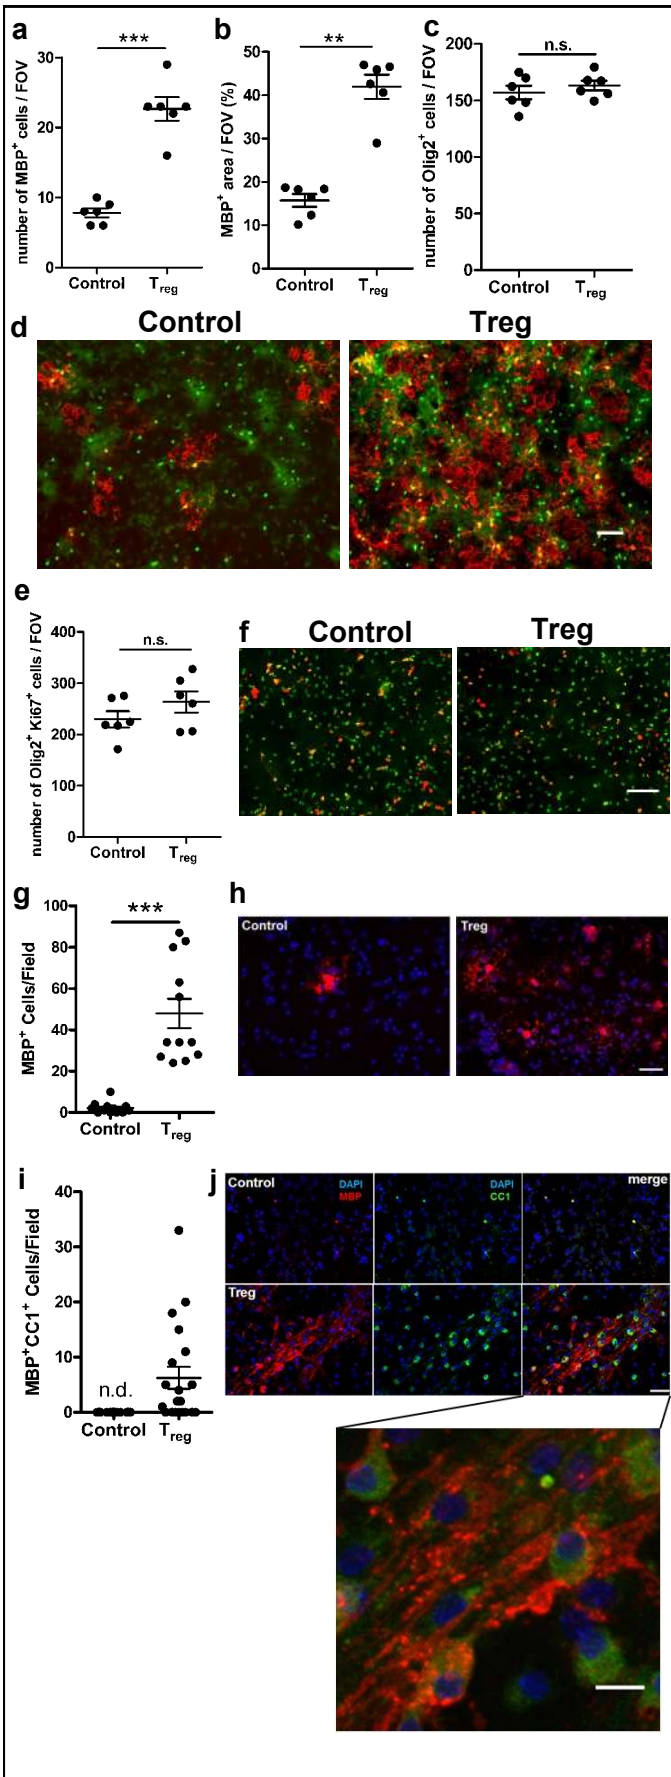 a
b
c
***
**
n.s.
number of MBP+ cells / FOV
30
20
10
0
Control
Treg
MBP+ area / FOV (%)
50
40
30
20
10
0
Control
Treg
number of Olig2+ cells / FOV
200
150
100
50
0
Control
Treg
d
Control
Treg
e
n.s.
number of Olig2+ Ki67+ cells / FOV
400
300
200
100
0
Control
Treg
f
Control
Treg
g
***
MBP+ Cells/Field
100
80
60
40
20
0
Control
Treg
h
Control
Treg
i
MBP+CC1+ Cells/Field
40
30
20
10
0
n.d.
Control
Treg
j
Control
DAPI
MBP
DAPI
CC1
merge
Treg